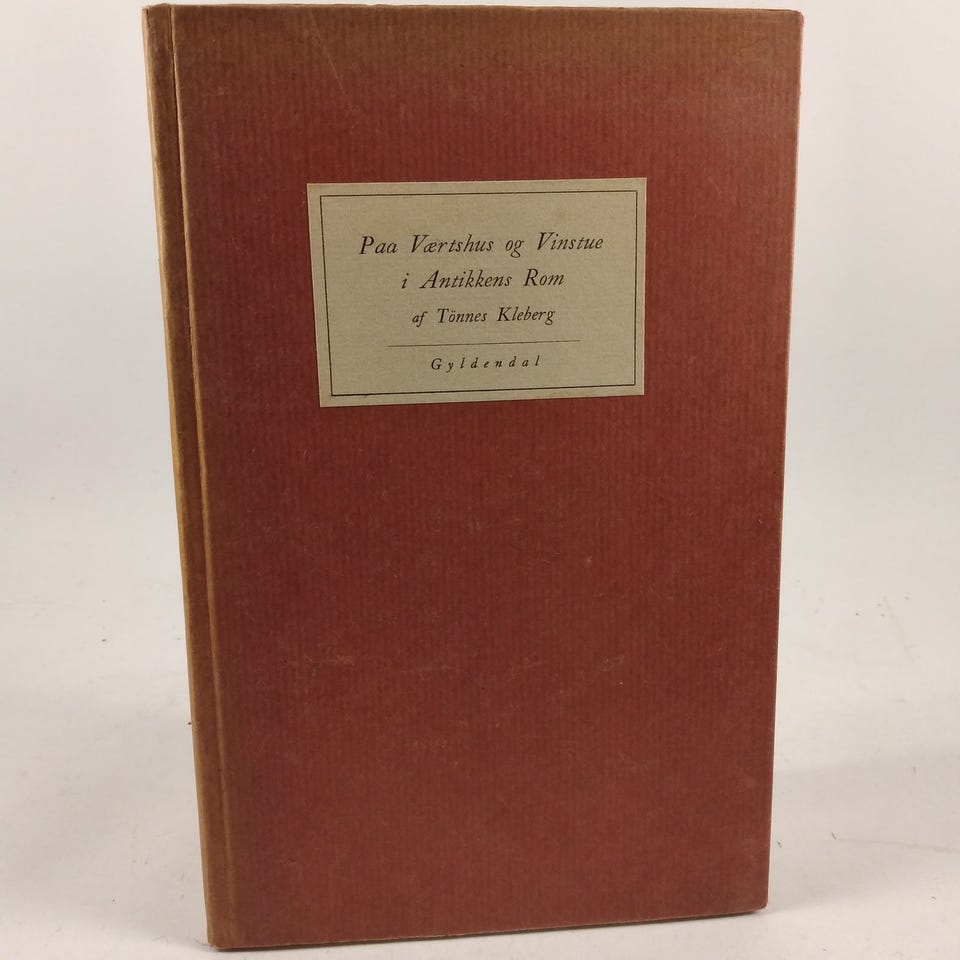 Paa Værtshus og Vinstue
i Antikkens Rom
af Tönnes Kleberg
Gyldendal